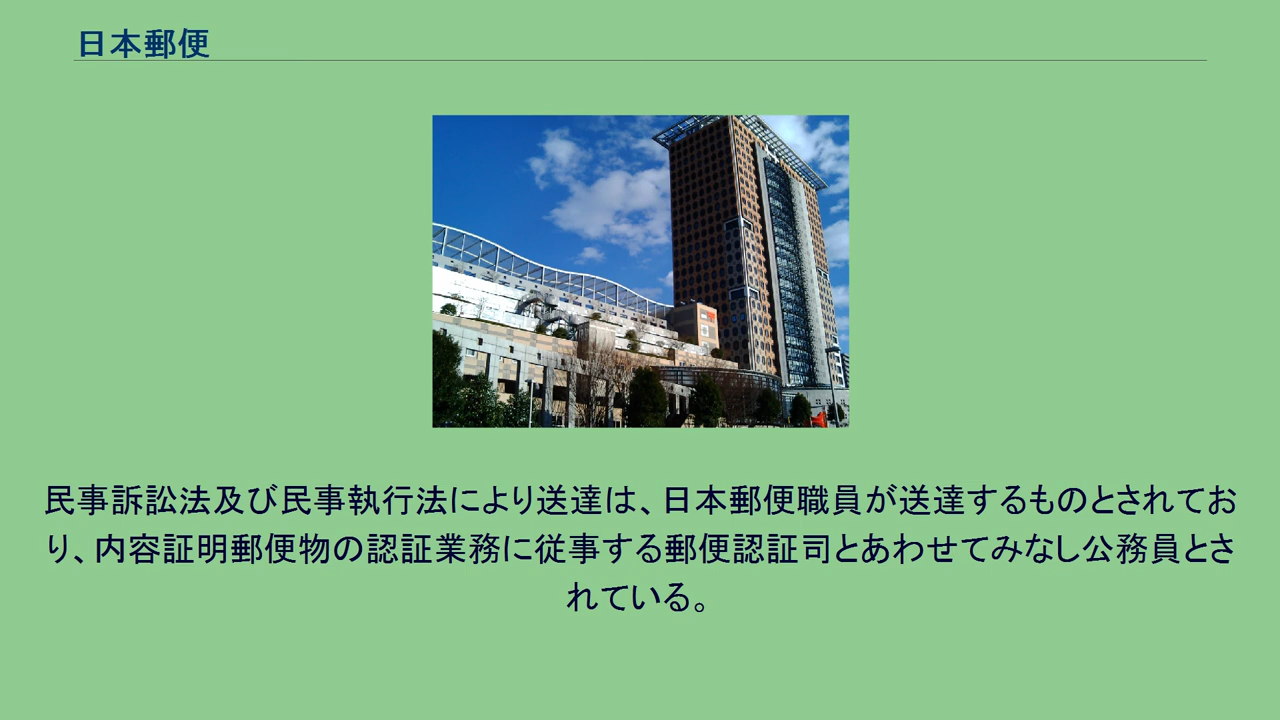 日本郵便
民事訴訟法及び民事執行法により送達は、日本郵便職員が送達するものとされてお
り、内容証明郵便物の認証業務に従事する郵便認証司とあわせてみなし公務員とさ
れている。